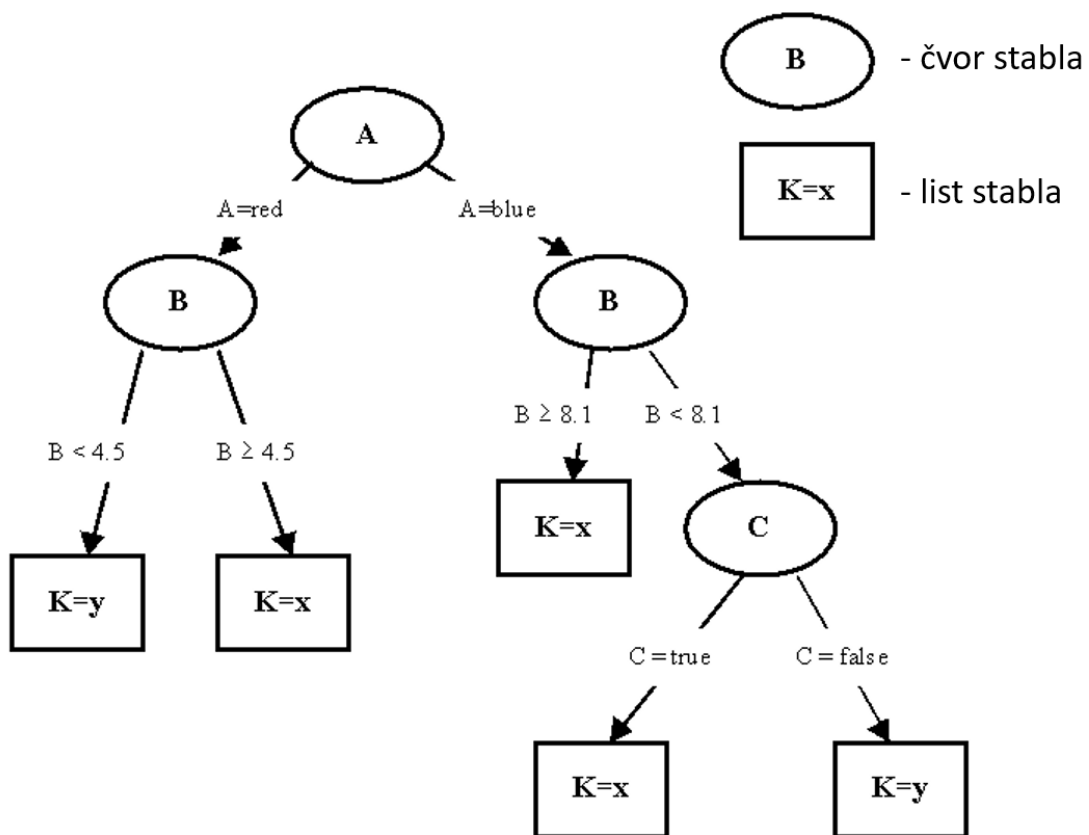 B - čvor stabla
A
K=x - list stabla
A=red A=blue
B B
B ≥ 8.1 B < 8.1
B < 4.5 B ≥ 4.5
K=x C
K=y K=x
C=true C=false
K=x K=y